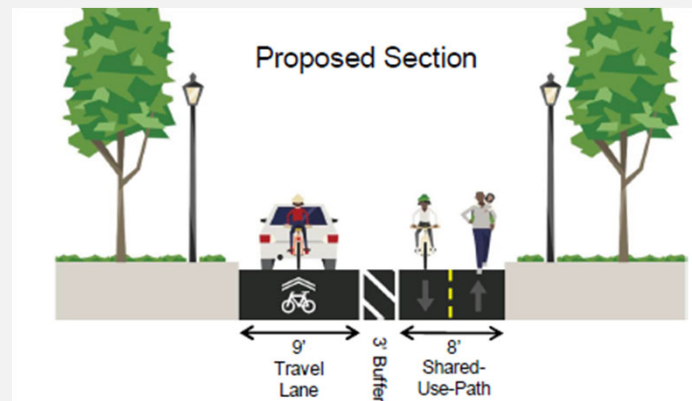 Proposed Section
9'
Travel
Lane
3' Buffer
8'
Shared-
Use-Path